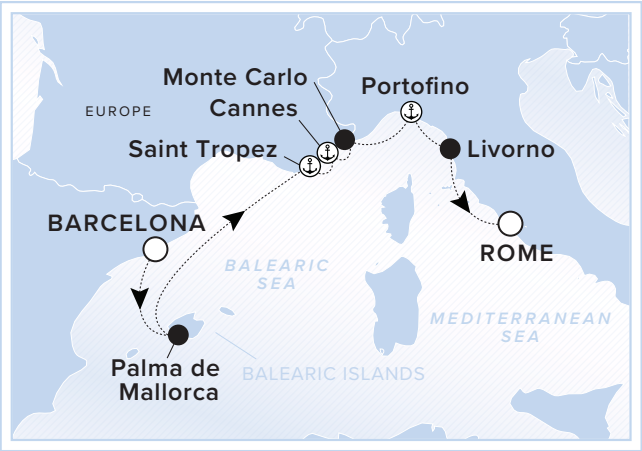 Monte Carlo
Portofino
Cannes
EUROPE
Saint Tropez
Livorno
BARCELONA
ROME
BALEARIC
SEA
MEDITERRANEAN
SEA
Palma de
Mallorca
BALEARIC ISLANDS